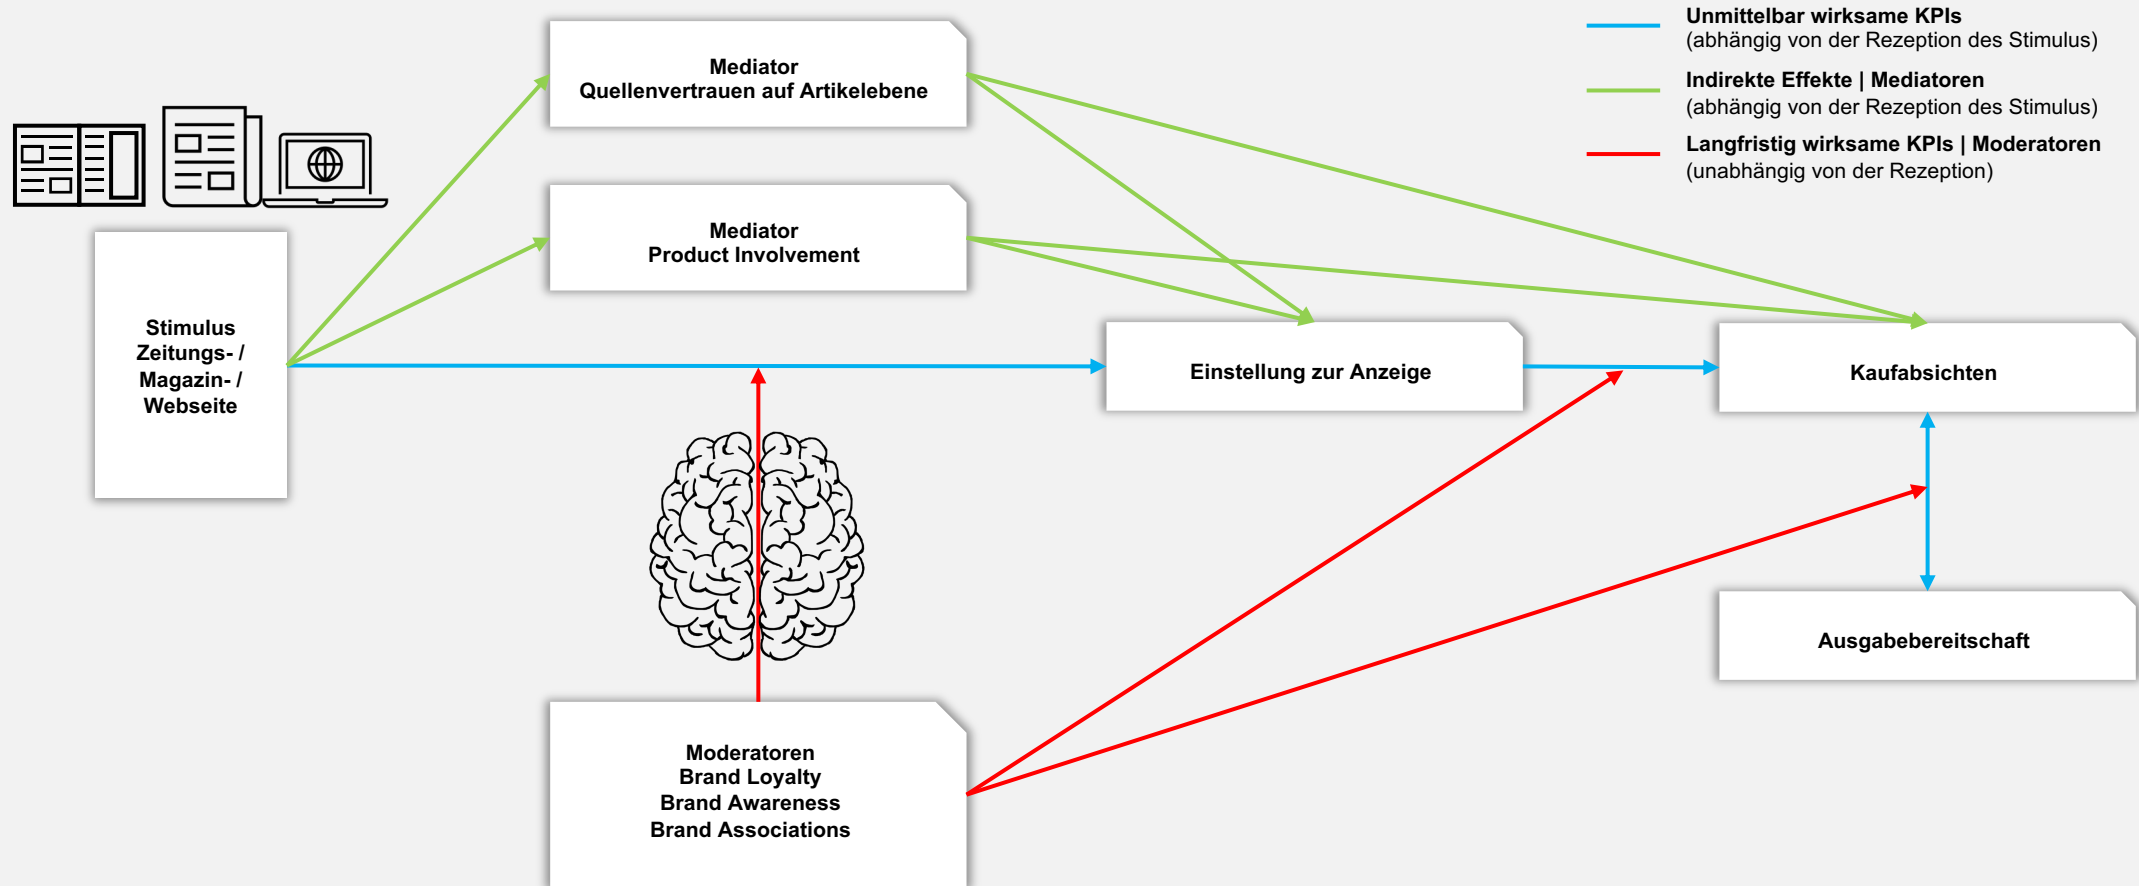 Unmittelbar wirksame KPIs
(abhängig von der Rezeption des Stimulus)
Indirekte Effekte | Mediatoren
(abhängig von der Rezeption des Stimulus)
Langfristig wirksame KPIs | Moderatoren
(unabhängig von der Rezeption)
Mediator
Quellenvertrauen auf Artikelebene
Mediator
Product Involvement
Stimulus
Zeitungs- /
Magazin- /
Webseite
Einstellung zur Anzeige
Kaufabsichten
Ausgabebereitschaft
Moderatoren
Brand Loyalty
Brand Awareness
Brand Associations